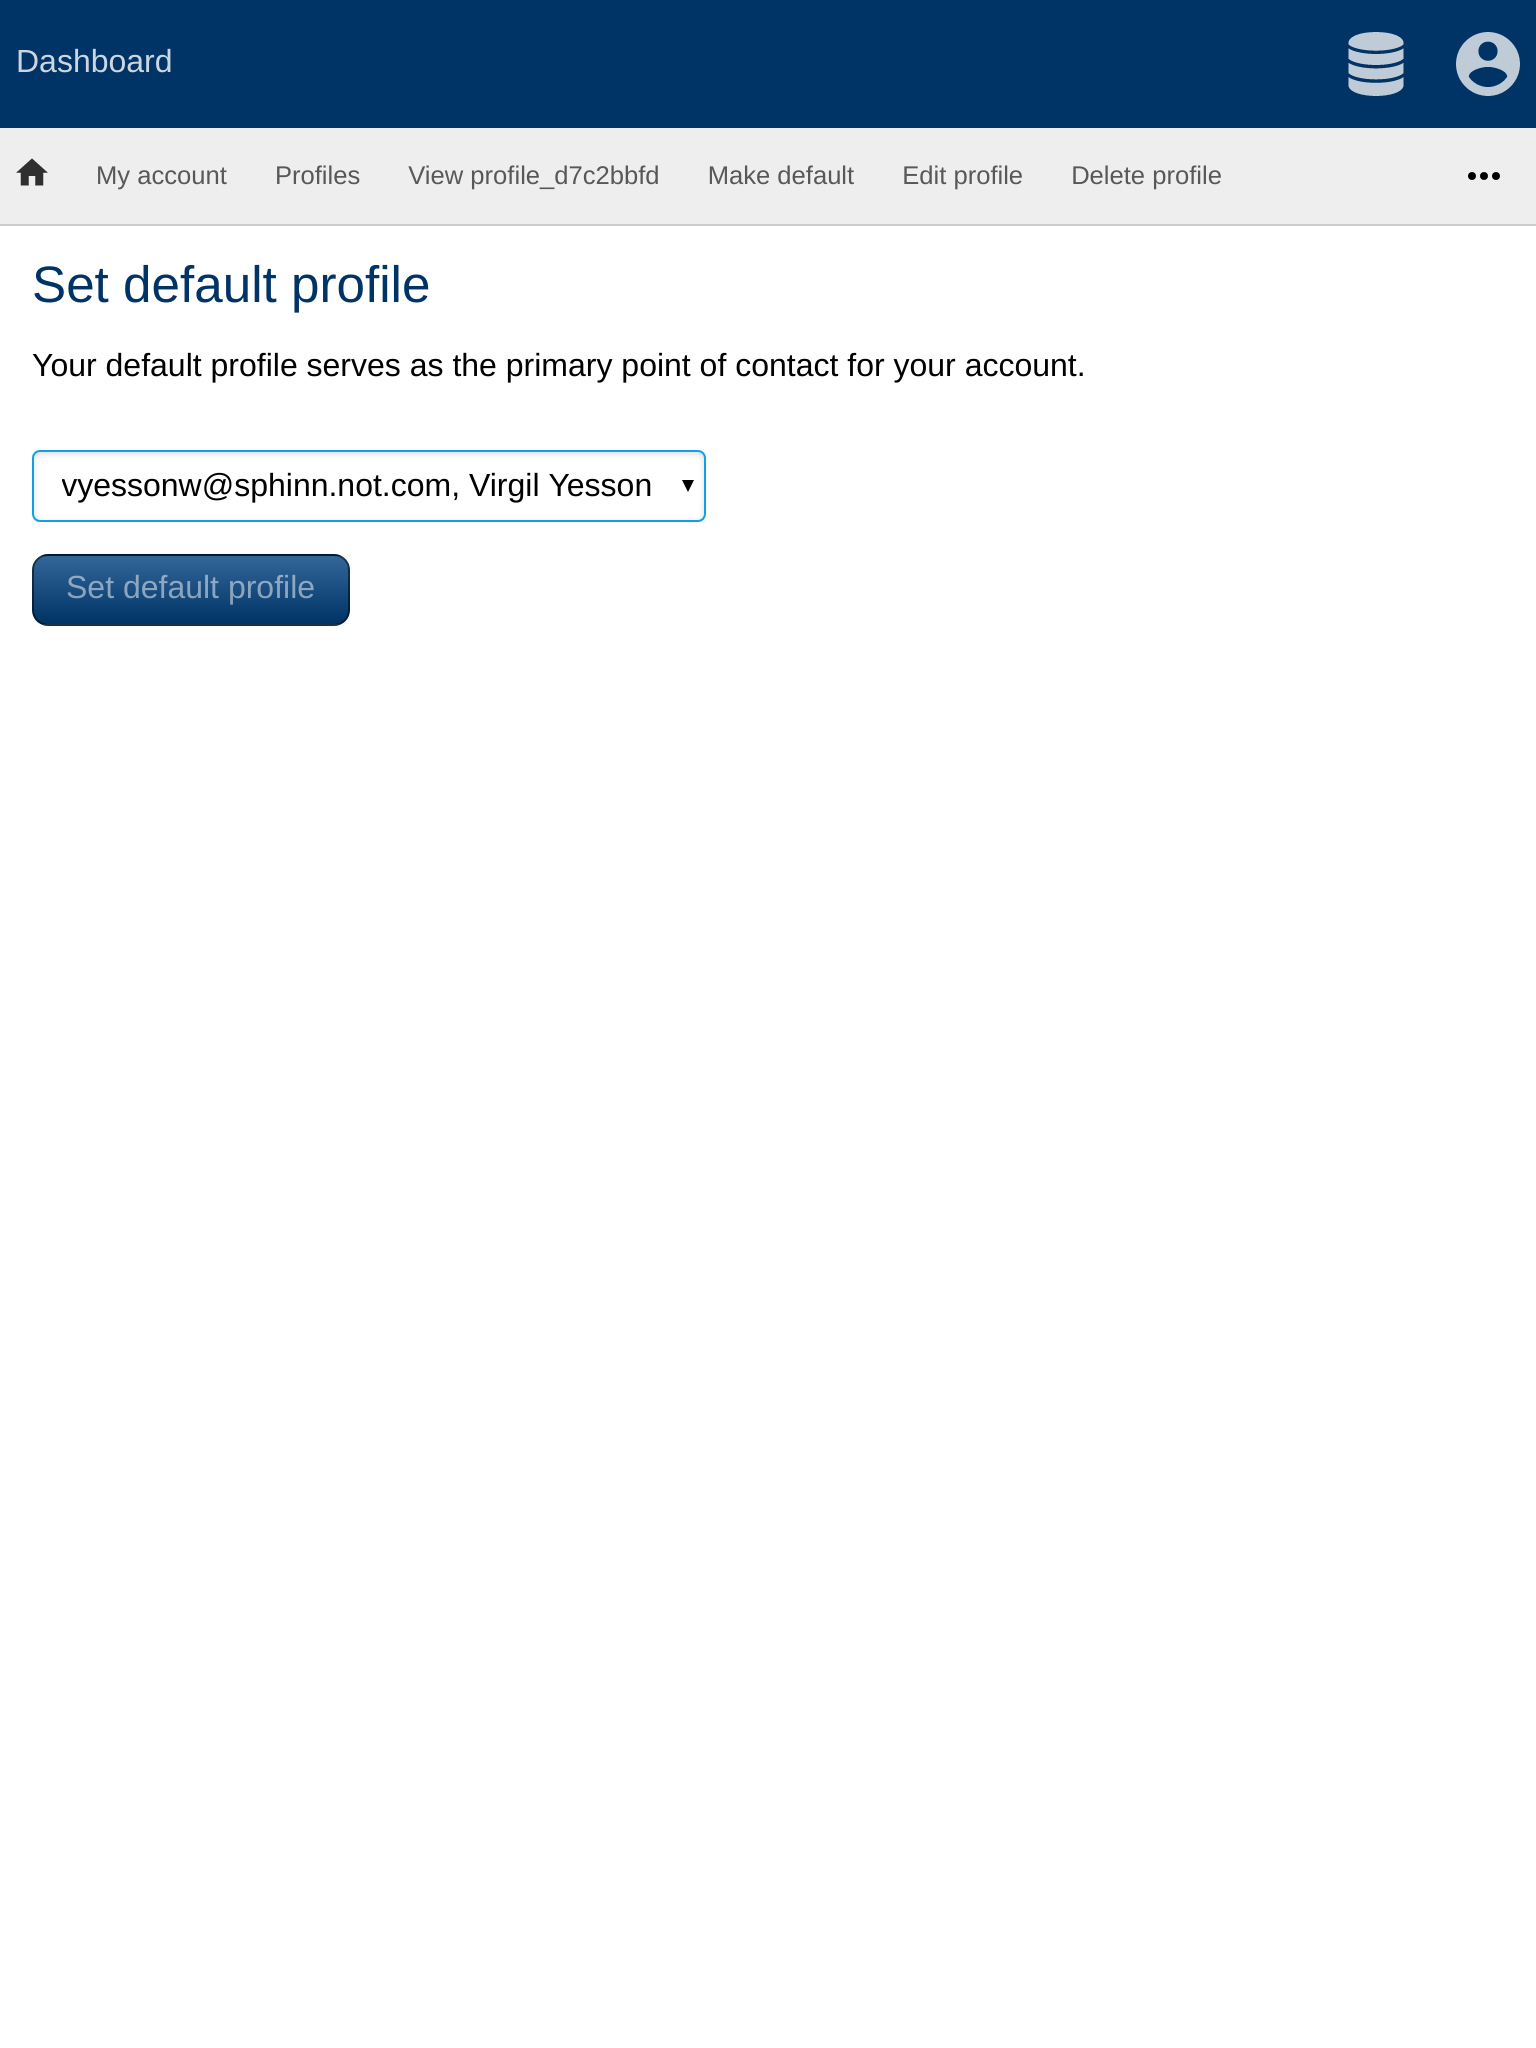 Dashboard
My account Profiles View profile_d7c2bbfd Make default Edit profile Delete profile
Set default profile
Your default profile serves as the primary point of contact for your account.
vyessonw@sphinn.not.com, Virgil Yesson
Set default profile